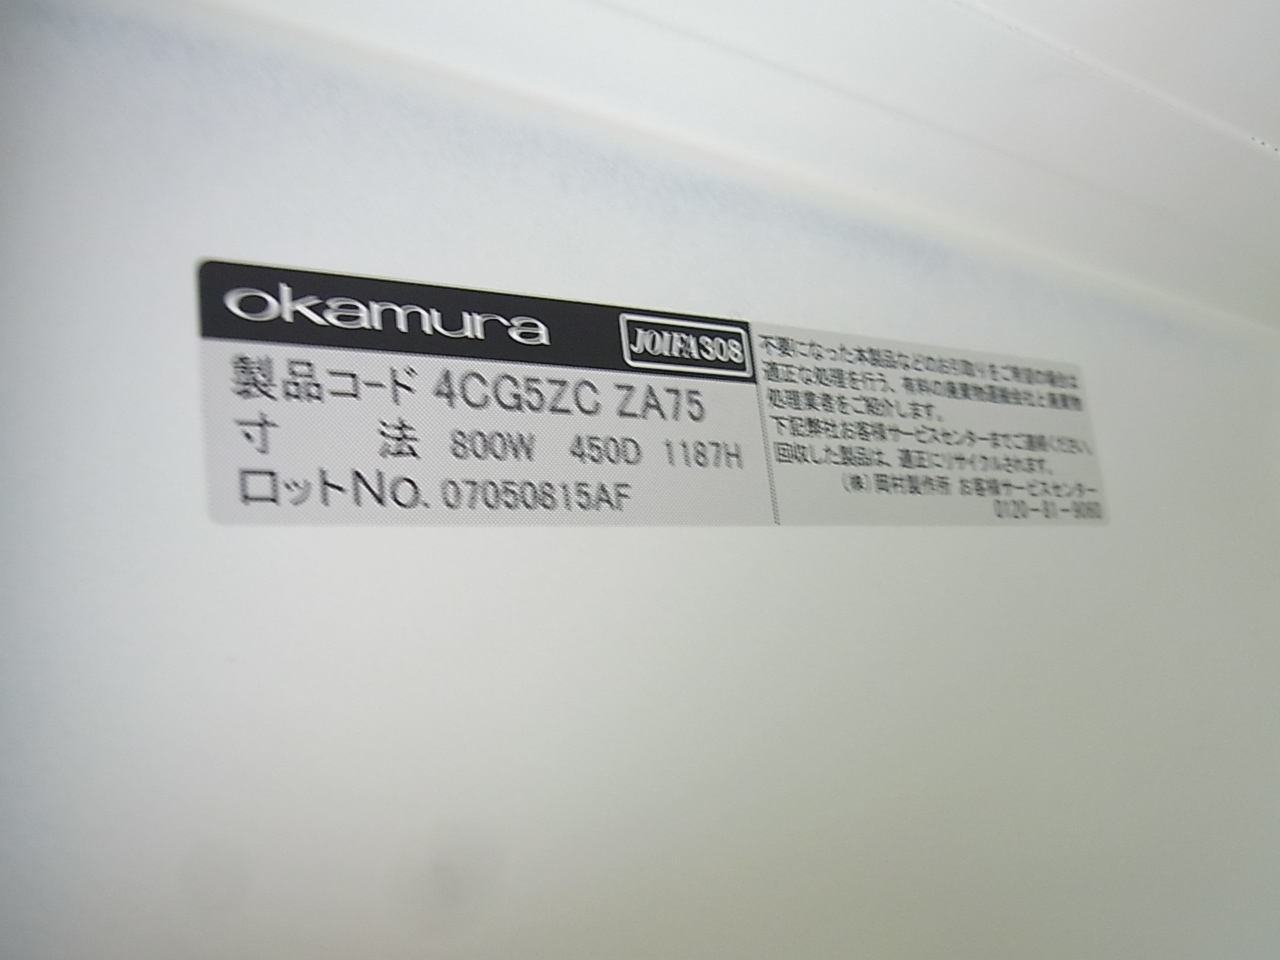 okamura JOIFA308
製品コード 4CG5ZC ZA75
寸法 800W 450D 1187H
ロットNo. 07050815AF
不要になった本製品などのお引取りをご希望の場合は
適正な処理を行う、有料の廃棄物運搬会社と廃棄物
処理業者をご紹介します。
下記弊社お客様サービスセンターまでご連絡ください。
回収した製品は、適正にリサイクルされます。
(株)岡村製作所 お客様サービスセンター
0120-81-9060